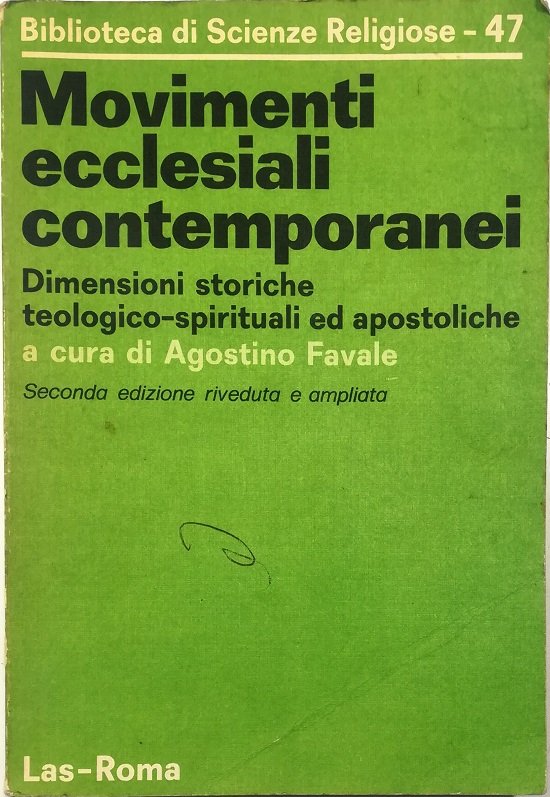 Biblioteca di Scienze Religiose - 47
Movimenti
ecclesiali
contemporanei
Dimensioni storiche
teologico-spirituali ed apostoliche
a cura di Agostino Favale
Seconda edizione riveduta e ampliata
Las-Roma